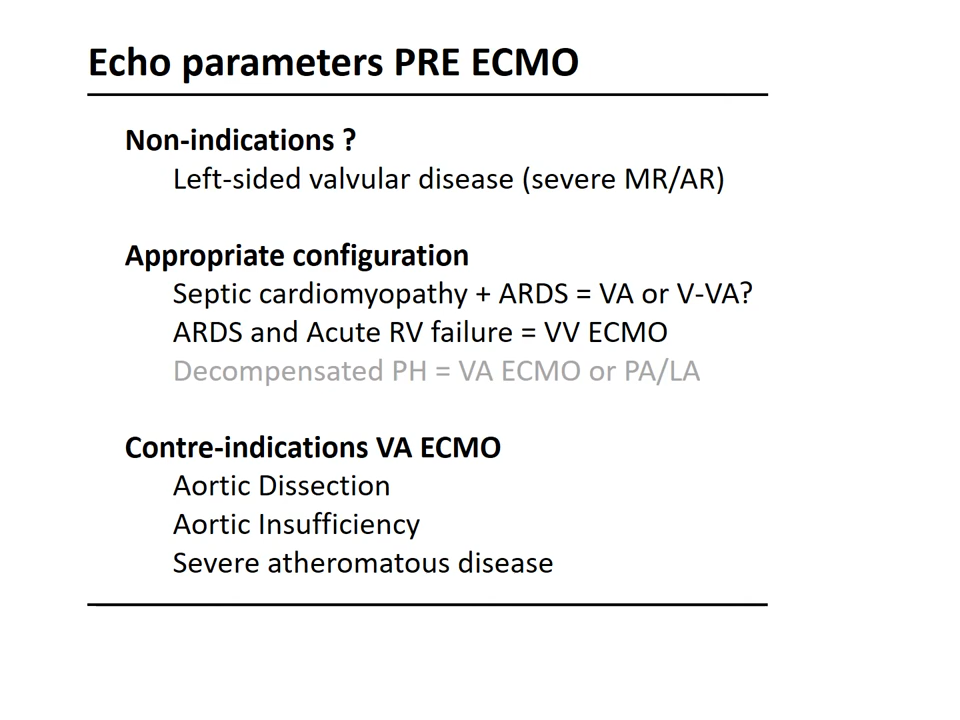 Echo parameters PRE ECMO
Non-indications ?
Left-sided valvular disease (severe MR/AR)
Appropriate configuration
Septic cardiomyopathy + ARDS = VA or V-VA?
ARDS and Acute RV failure = VV ECMO
Decompensated PH = VA ECMO or PA/LA
Contre-indications VA ECMO
Aortic Dissection
Aortic Insufficiency
Severe atheromatous disease